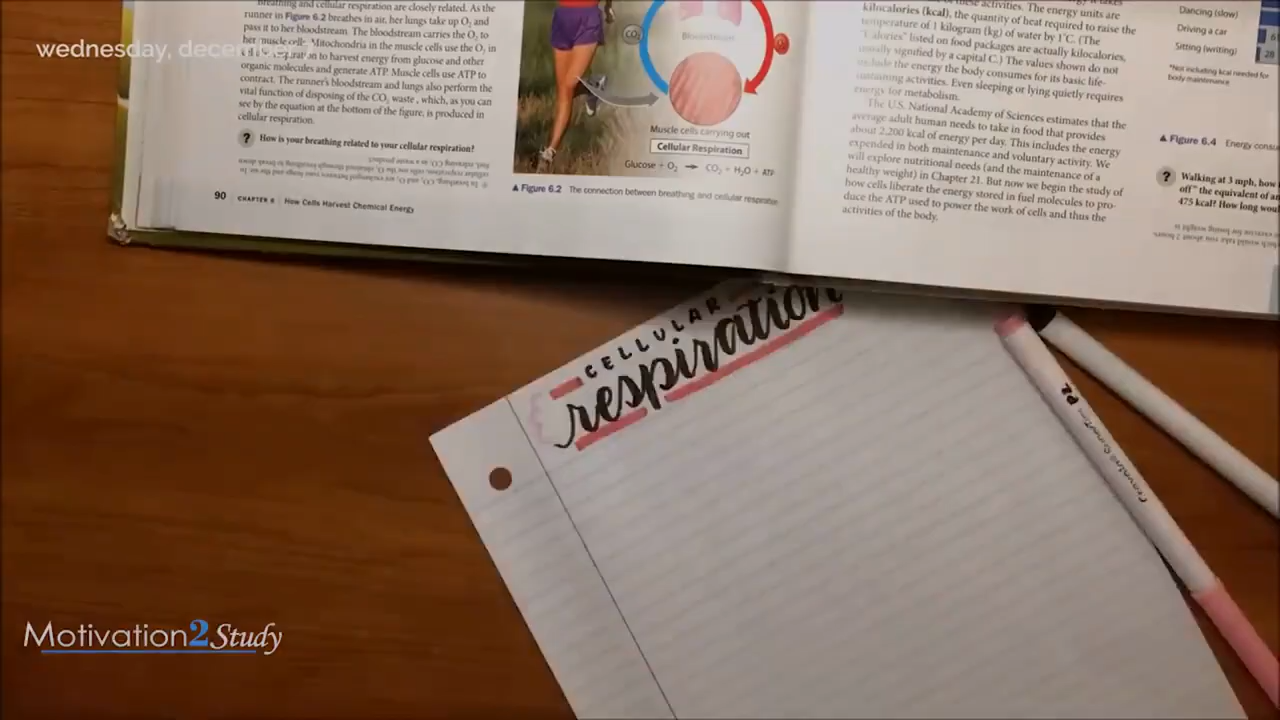 breathing and cellular respiration are closely related. As the
runner in Figure 6.2 breathes in air, her lungs take up O₂ and
pass it to her bloodstream. The bloodstream carries the O₂ to
her muscle cells. Mitochondria in the muscle cells use the O₂ in
to harvest energy from glucose and other
organic molecules and generate ATP. Muscle cells use ATP to
contract. The runner's bloodstream and lungs also perform the
vital function of disposing of the CO₂ waste, which, as you can
see by the equation at the bottom of the figure, is produced in
cellular respiration.
? How is your breathing related to your cellular respiration?
90 CHAPTER 6 How Cells Harvest Chemical Energy
CO₂
Bloodstream
Muscle cells carrying out
Cellular Respiration
Glucose + O₂ → CO₂ + H₂O + ATP
▲ Figure 6.2 The connection between breathing and cellular
these activities. The energy units are
kilocalories (kcal), the quantity of heat required to raise the
temperature of 1 kilogram (kg) of water by 1°C. (The
"Calories" listed on food packages are actually kilocalories,
usually signified by a capital C.) The values shown do not
include the energy the body consumes for its basic life-
sustaining activities. Even sleeping or lying quietly requires
energy for metabolism.
The U.S. National Academy of Sciences estimates that the
average adult human needs to take in food that provides
about 2,200 kcal of energy per day. This includes the energy
expended in both maintenance and voluntary activity. We
will explore nutritional needs (and the maintenance of a
healthy weight) in Chapter 21. But now we begin the study of
how cells liberate the energy stored in fuel molecules to pro-
duce the ATP used to power the work of cells and thus the
activities of the body.
Dancing (slow)
Driving a car
Sitting (writing)
28
*Not including kcal needed for
body maintenance
▲ Figure 6.4 Energy
? Walking at 3 mph, how
off" the equivalent of
475 kcal? How long
wednesday,
CELLULAR
respiration
Motivation2Study